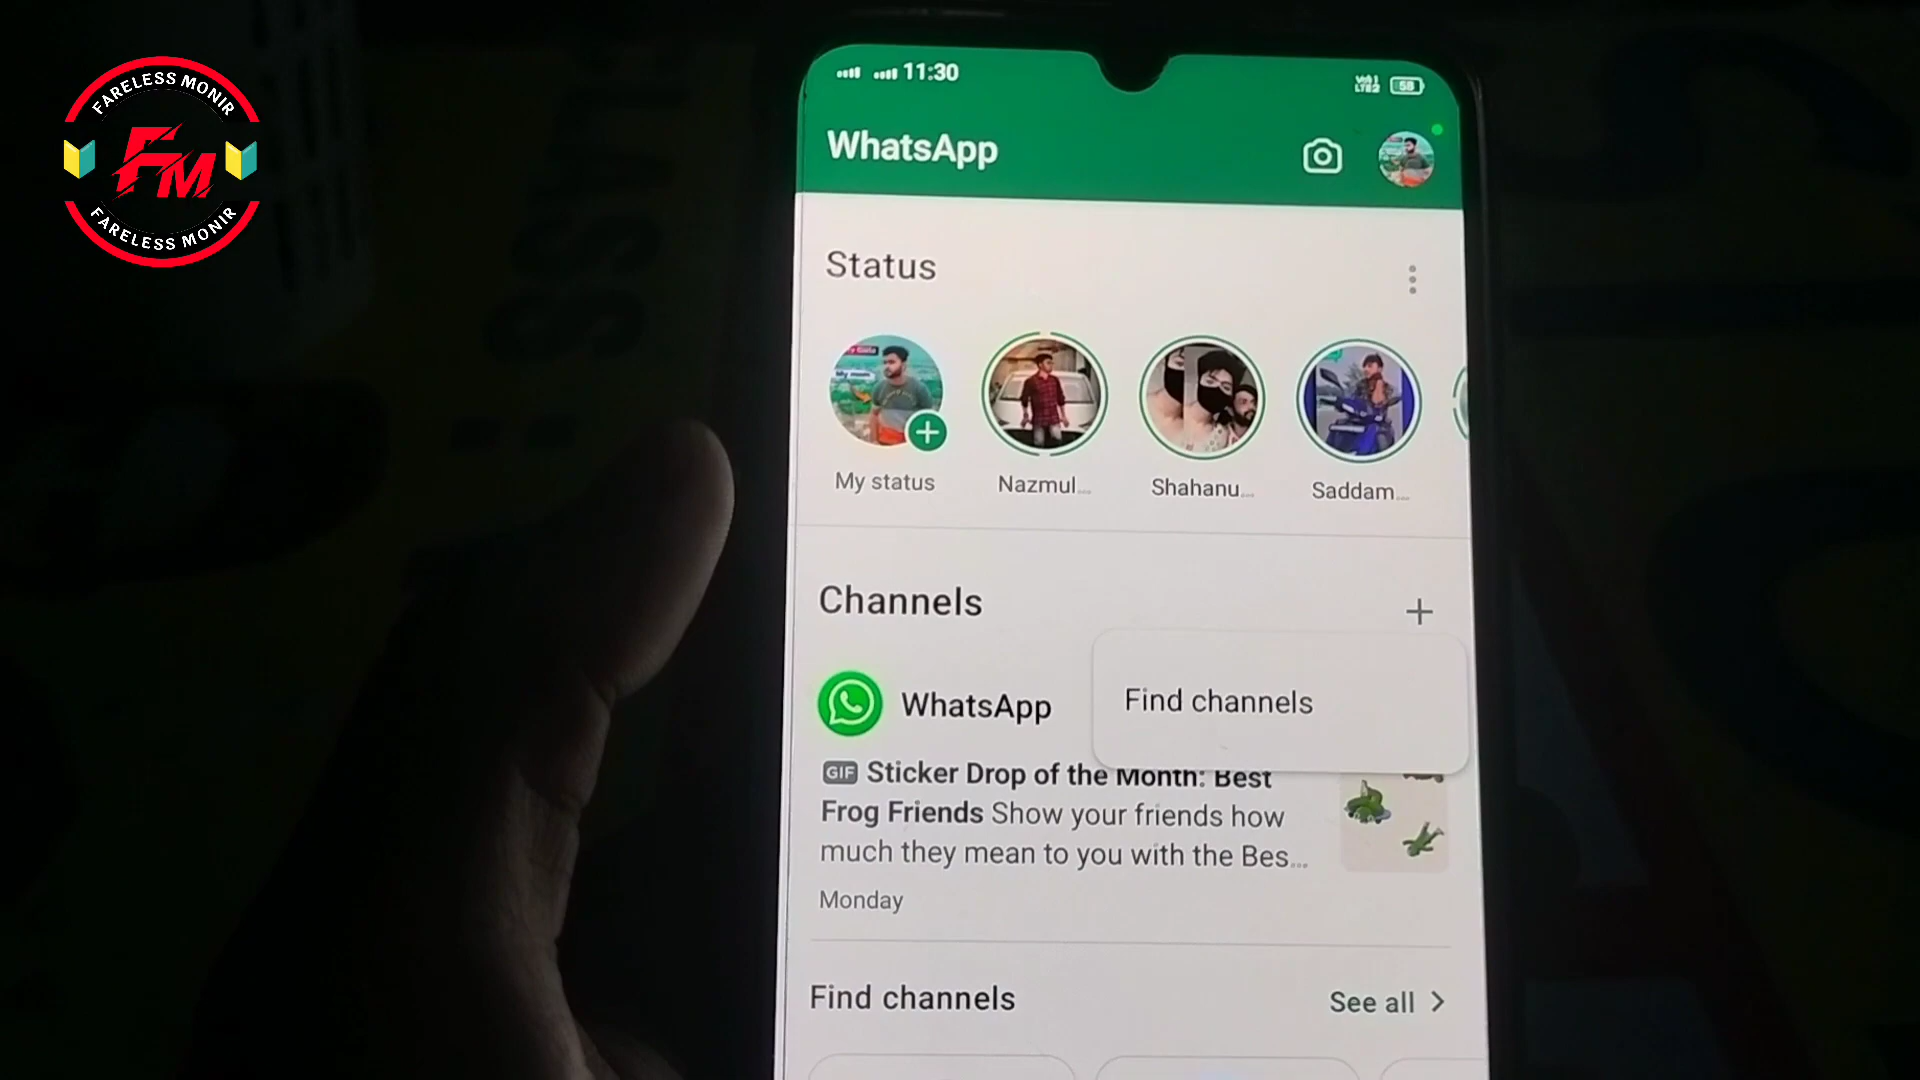 FARELESS MONIR
FM
FARELESS MONIR
11:30
58
WhatsApp
Status
My status
Nazmul...
Shahanu...
Saddam...
Channels
WhatsApp
Find channels
GIF Sticker Drop of the Month: Best
Frog Friends Show your friends how
much they mean to you with the Bes...
Monday
Find channels
See all